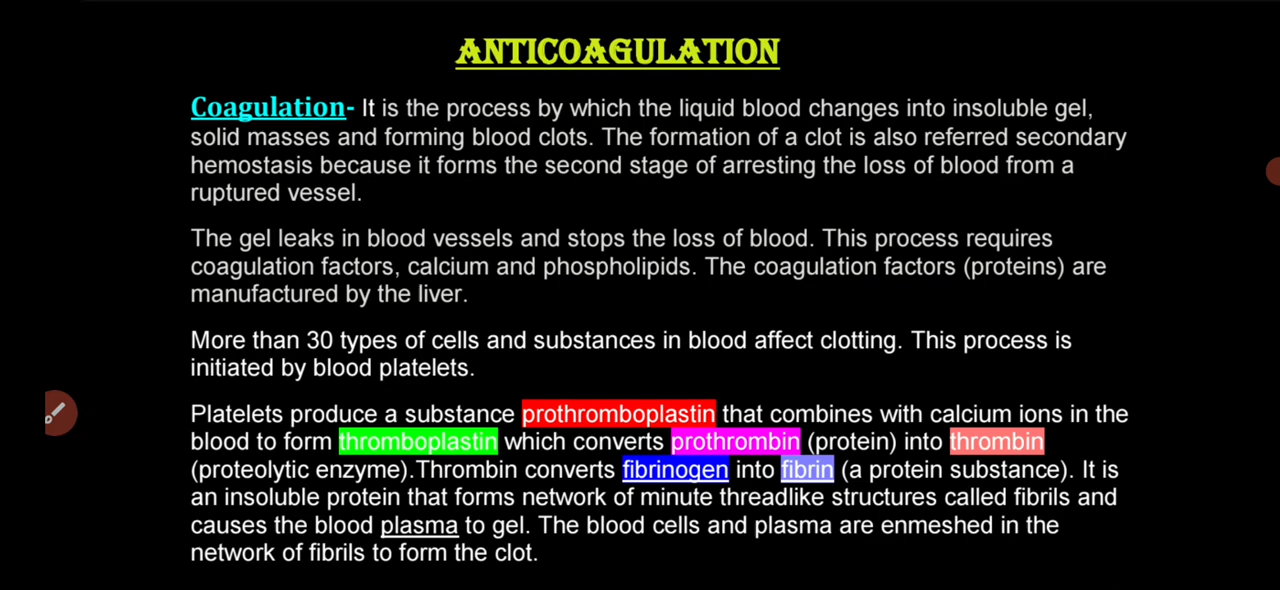 ANTICOAGULATION
Coagulation- It is the process by which the liquid blood changes into insoluble gel,
solid masses and forming blood clots. The formation of a clot is also referred secondary
hemostasis because it forms the second stage of arresting the loss of blood from a
ruptured vessel.
The gel leaks in blood vessels and stops the loss of blood. This process requires
coagulation factors, calcium and phospholipids. The coagulation factors (proteins) are
manufactured by the liver.
More than 30 types of cells and substances in blood affect clotting. This process is
initiated by blood platelets.
Platelets produce a substance prothromboplastin that combines with calcium ions in the
blood to form thromboplastin which converts prothrombin (protein) into thrombin
(proteolytic enzyme).Thrombin converts fibrinogen into fibrin (a protein substance). It is
an insoluble protein that forms network of minute threadlike structures called fibrils and
causes the blood plasma to gel. The blood cells and plasma are enmeshed in the
network of fibrils to form the clot.